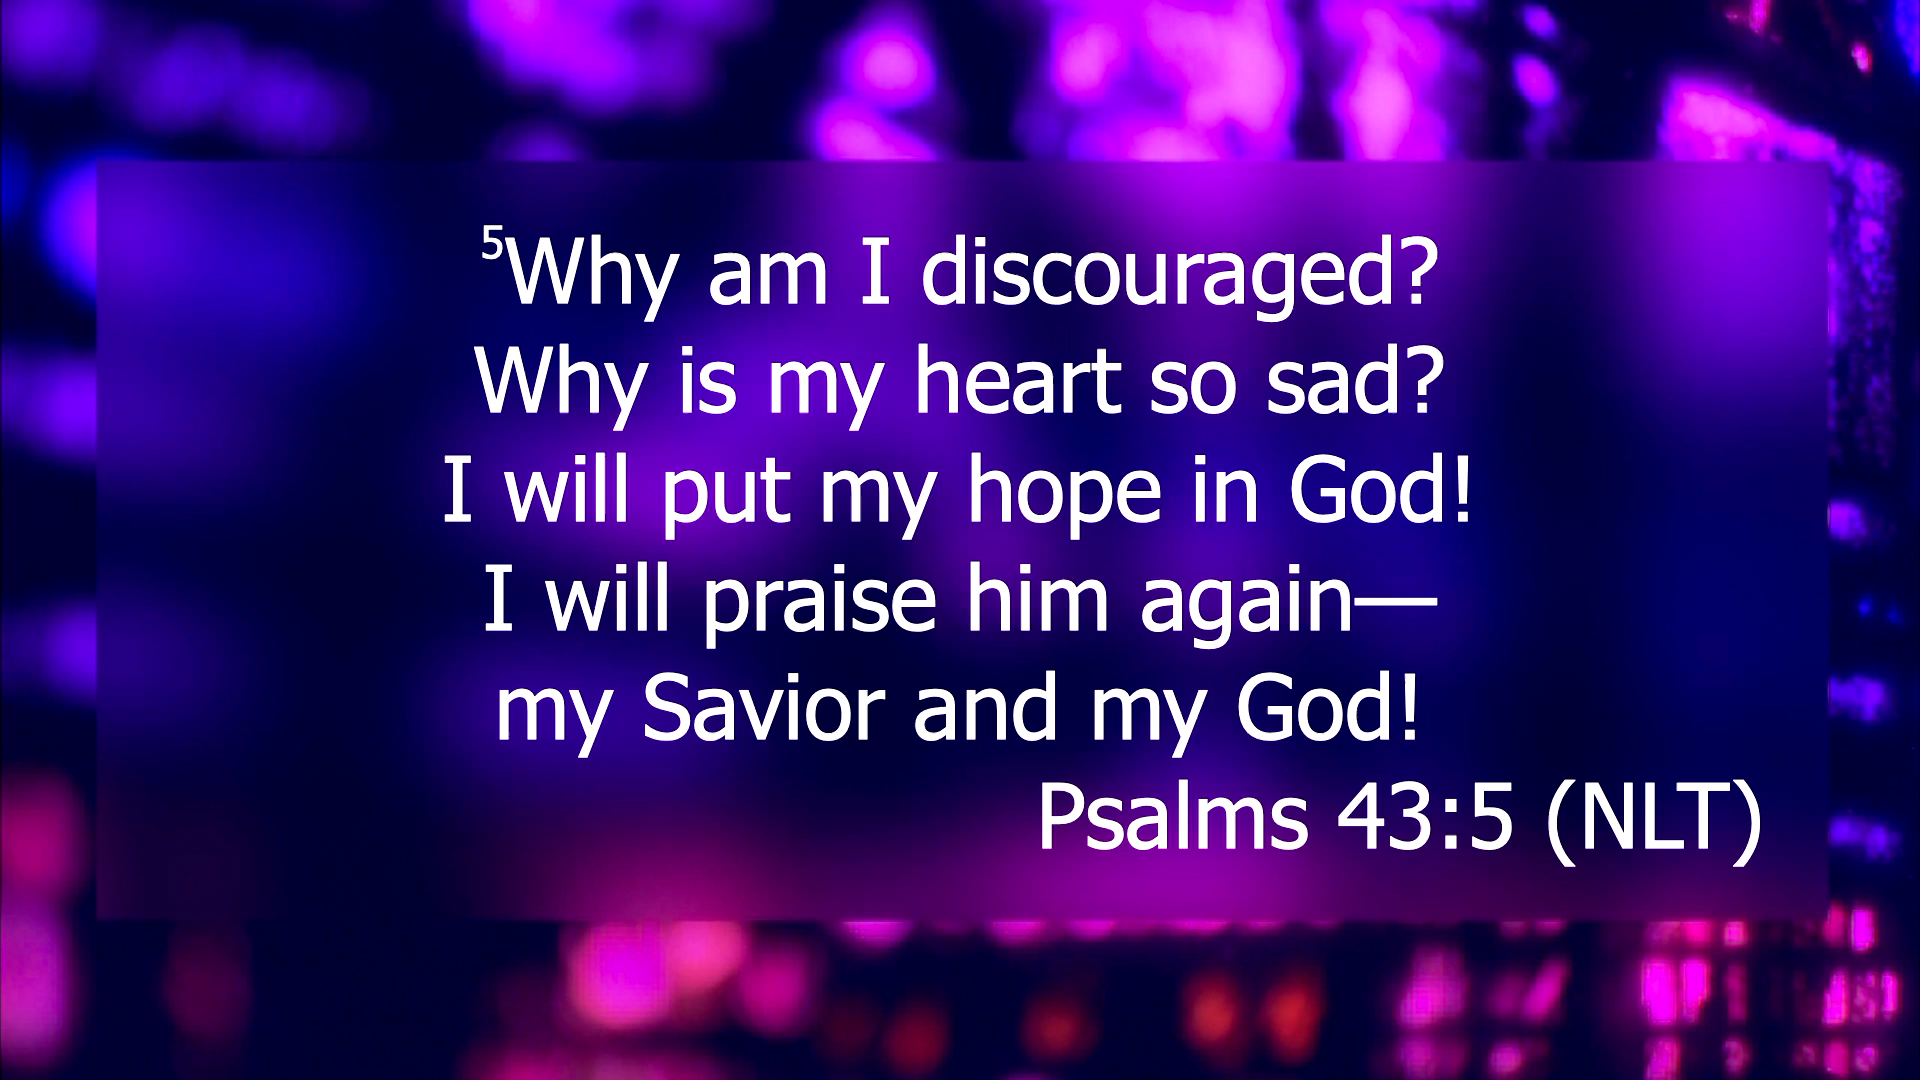 ⁵Why am I discouraged?
Why is my heart so sad?
I will put my hope in God!
I will praise him again—
my Savior and my God!
Psalms 43:5 (NLT)